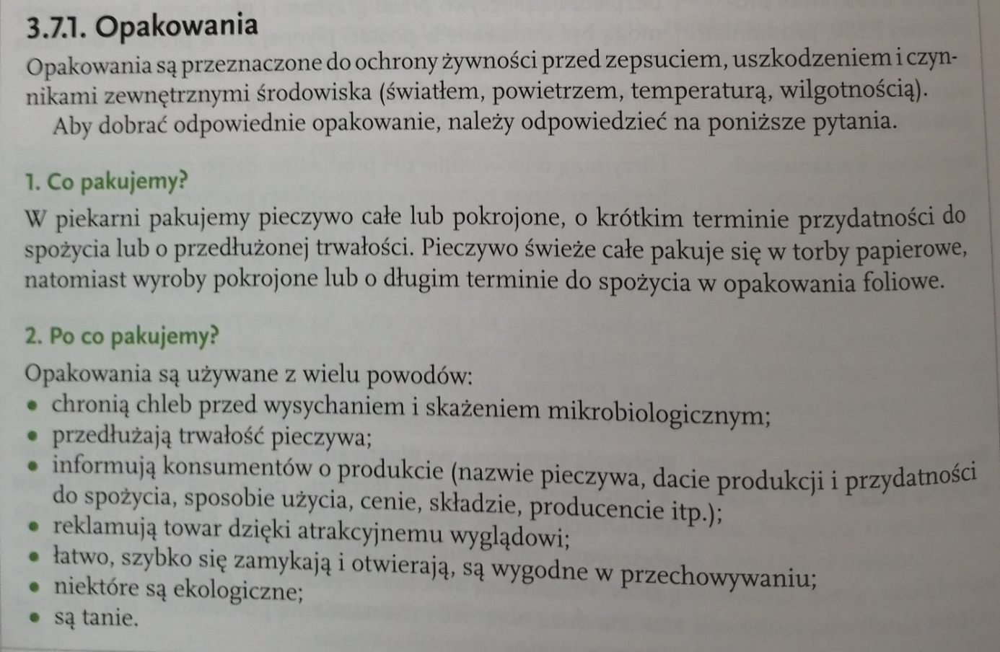 3.7.1. Opakowania
Opakowania są przeznaczone do ochrony żywności przed zepsuciem, uszkodzeniem i czyn-
nikami zewnętrznymi środowiska (światłem, powietrzem, temperaturą, wilgotnością).
Aby dobrać odpowiednie opakowanie, należy odpowiedzieć na poniższe pytania.
1. Co pakujemy?
W piekarni pakujemy pieczywo całe lub pokrojone, o krótkim terminie przydatności do
spożycia lub o przedłużonej trwałości. Pieczywo świeże całe pakuje się w torby papierowe,
natomiast wyroby pokrojone lub o długim terminie do spożycia w opakowania foliowe.
2. Po co pakujemy?
Opakowania są używane z wielu powodów:
• chronią chleb przed wysychaniem i skażeniem mikrobiologicznym;
• przedłużają trwałość pieczywa;
• informują konsumentów o produkcie (nazwie pieczywa, dacie produkcji i przydatności
do spożycia, sposobie użycia, cenie, składzie, producencie itp.);
• reklamują towar dzięki atrakcyjnemu wyglądowi;
• łatwo, szybko się zamykają i otwierają, są wygodne w przechowywaniu;
• niektóre są ekologiczne;
• są tanie.